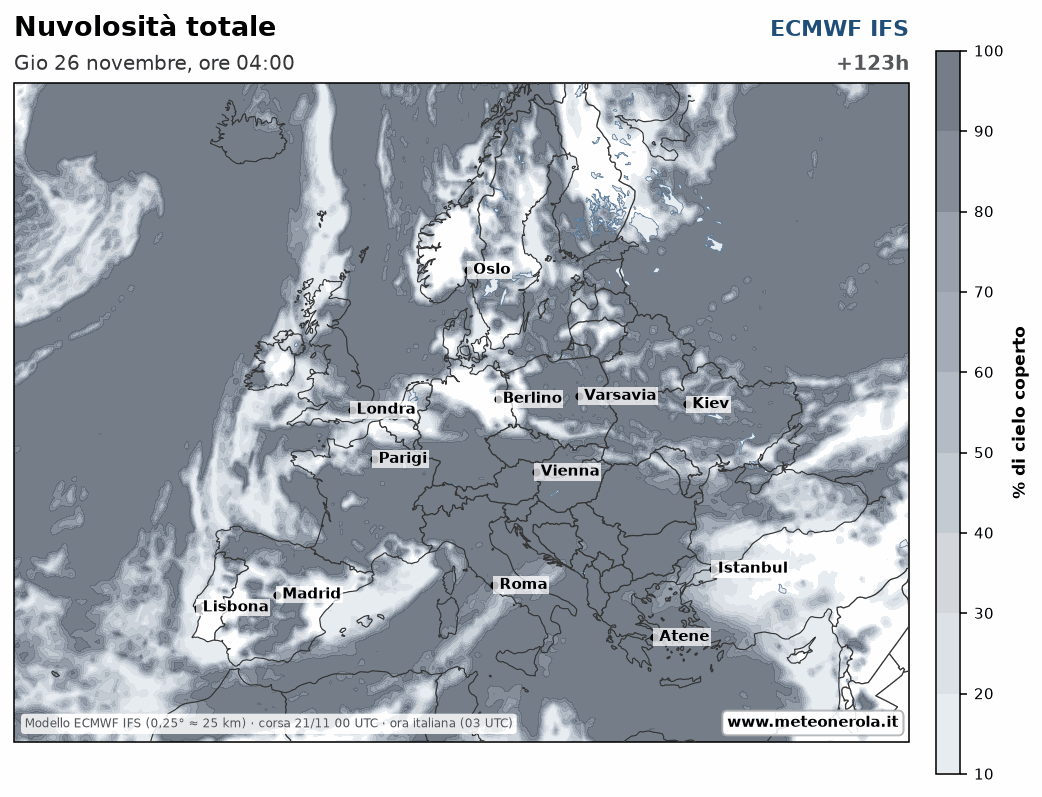 Nuvolosità totale
ECMWF IFS
Gio 26 novembre, ore 04:00
+123h
100
90
80
70
60
50
40
30
20
10
% di cielo coperto
Oslo
Londra
Berlino
Varsavia
Kiev
Parigi
Vienna
Istanbul
Roma
Madrid
Lisbona
Atene
Modello ECMWF IFS (0,25° ≈ 25 km) · corsa 21/11 00 UTC · ora italiana (03 UTC)
www.meteonerola.it